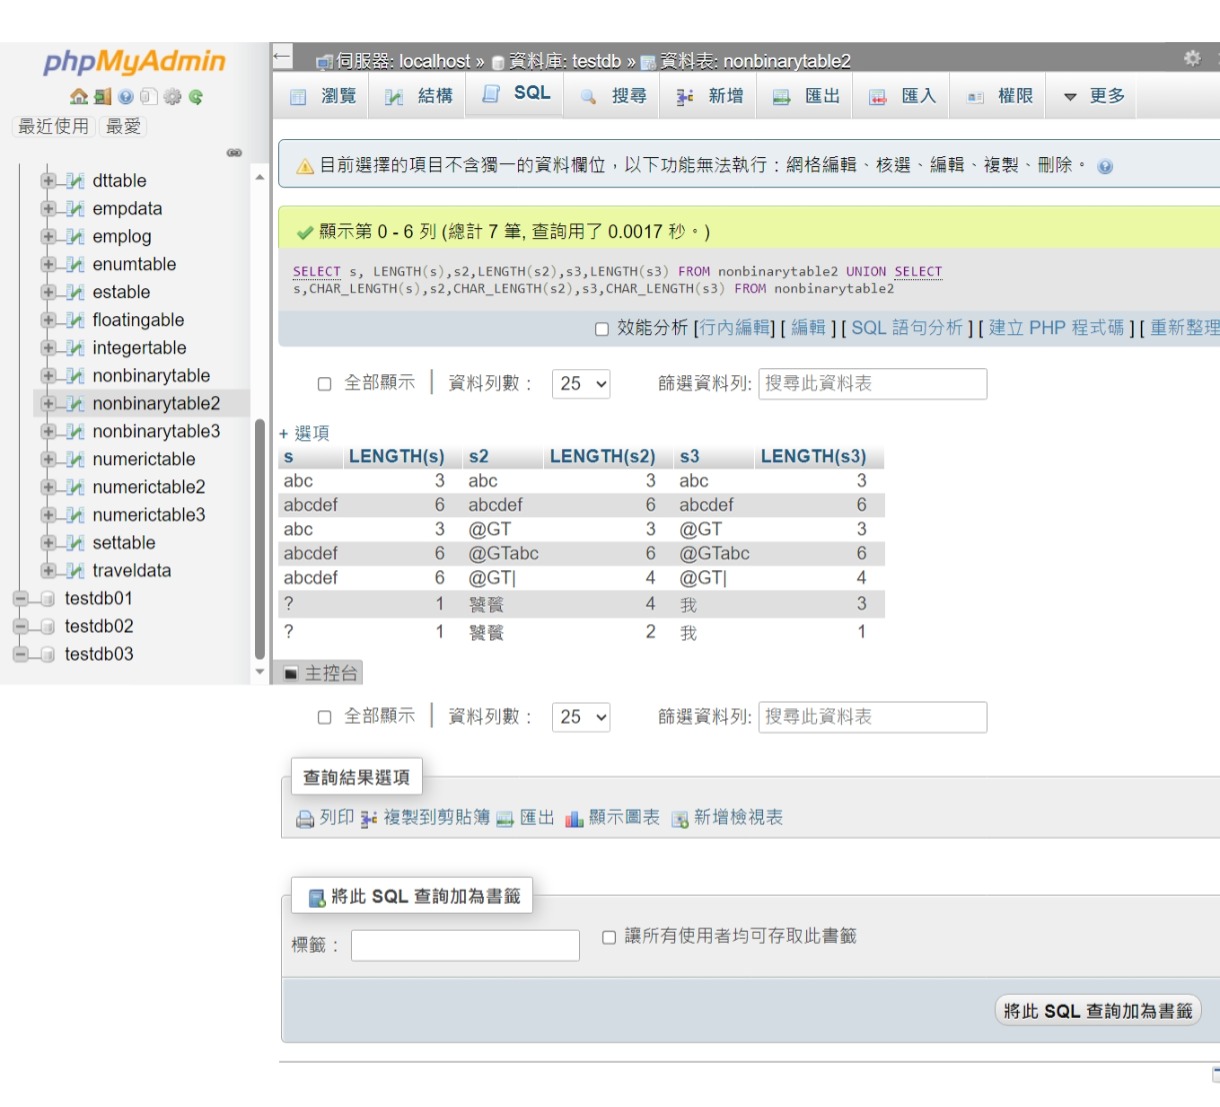 phpMyAdmin
最近使用 最愛
dttable
empdata
emplog
enumtable
estable
floatingable
integertable
nonbinarytable
nonbinarytable2
nonbinarytable3
numerictable
numerictable2
numerictable3
settable
traveldata
testdb01
testdb02
testdb03
伺服器: localhost » 資料庫: testdb » 資料表: nonbinarytable2
瀏覽 結構 SQL 搜尋 新增 匯出 匯入 權限 更多
目前選擇的項目不含獨一的資料欄位，以下功能無法執行：網格編輯、核選、編輯、複製、刪除。
顯示第 0 - 6 列 (總計 7 筆, 查詢用了 0.0017 秒。)
SELECT s, LENGTH(s),s2,LENGTH(s2),s3,LENGTH(s3) FROM nonbinarytable2 UNION SELECT
s,CHAR_LENGTH(s),s2,CHAR_LENGTH(s2),s3,CHAR_LENGTH(s3) FROM nonbinarytable2
效能分析 [行內編輯] [ 編輯 ] [ SQL 語句分析 ] [ 建立 PHP 程式碼 ] [ 重新整理
全部顯示 | 資料列數： 25 篩選資料列: 搜尋此資料表
+ 選項
s LENGTH(s) s2 LENGTH(s2) s3 LENGTH(s3)
abc 3 abc 3 abc 3
abcdef 6 abcdef 6 abcdef 6
abc 3 @GT 3 @GT 3
abcdef 6 @GTabc 6 @GTabc 6
abcdef 6 @GT| 4 @GT| 4
? 1 4 我 3
? 1 2 我 1
主控台
全部顯示 | 資料列數： 25 篩選資料列: 搜尋此資料表
查詢結果選項
列印 複製到剪貼簿 匯出 顯示圖表 新增檢視表
將此 SQL 查詢加為書籤
標籤： 讓所有使用者均可存取此書籤
將此 SQL 查詢加為書籤